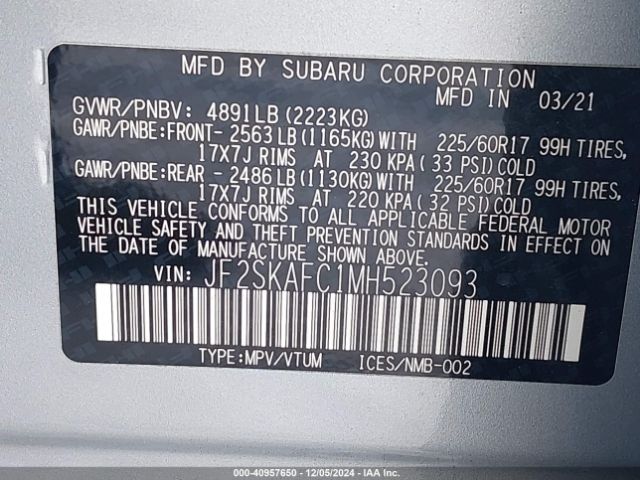 MFD BY SUBARU CORPORATION
MFD IN 03/21
GVWR/PNBV: 4891LB (2223KG)
GAWR/PNBE:FRONT- 2563 LB (1165KG) WITH 225/60R17 99H TIRES,
17X7J RIMS AT 230 KPA ( 33 PSI) COLD
GAWR/PNBE:REAR - 2486 LB (1130KG) WITH 225/60R17 99H TIRES,
17X7J RIMS AT 220 KPA ( 32 PSI) COLD
THIS VEHICLE CONFORMS TO ALL APPLICABLE FEDERAL MOTOR
VEHICLE SAFETY AND THEFT PREVENTION STANDARDS IN EFFECT ON
THE DATE OF MANUFACTURE SHOWN ABOVE.
VIN: JF2SKAFC1MH523093
TYPE:MPV/VTUM ICES/NMB-002
000-40957650 - 12/05/2024 - IAA Inc.